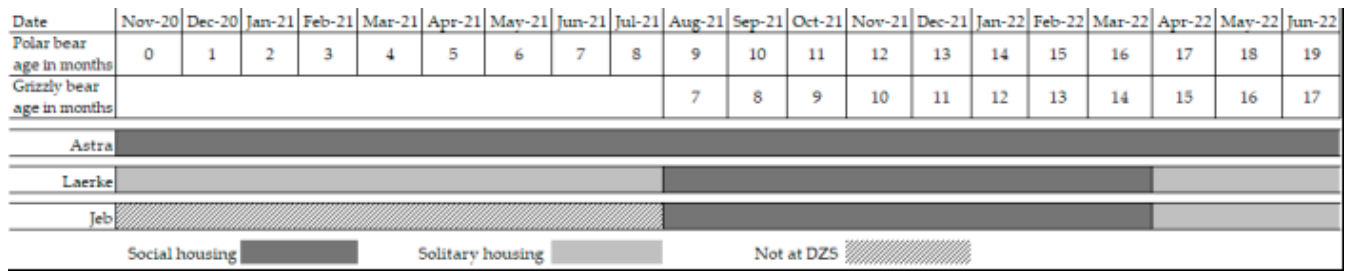 Date Nov-20 Dec-20 Jan-21 Feb-21 Mar-21 Apr-21 May-21 Jun-21 Jul-21 Aug-21 Sep-21 Oct-21 Nov-21 Dec-21 Jan-22 Feb-22 Mar-22 Apr-22 May-22 Jun-22
Polar bear
age in months 0 1 2 3 4 5 6 7 8 9 10 11 12 13 14 15 16 17 18 19
Grizzly bear
age in months 7 8 9 10 11 12 13 14 15 16 17
Astra
Laerke
Jeb
Social housing Solitary housing Not at DZS